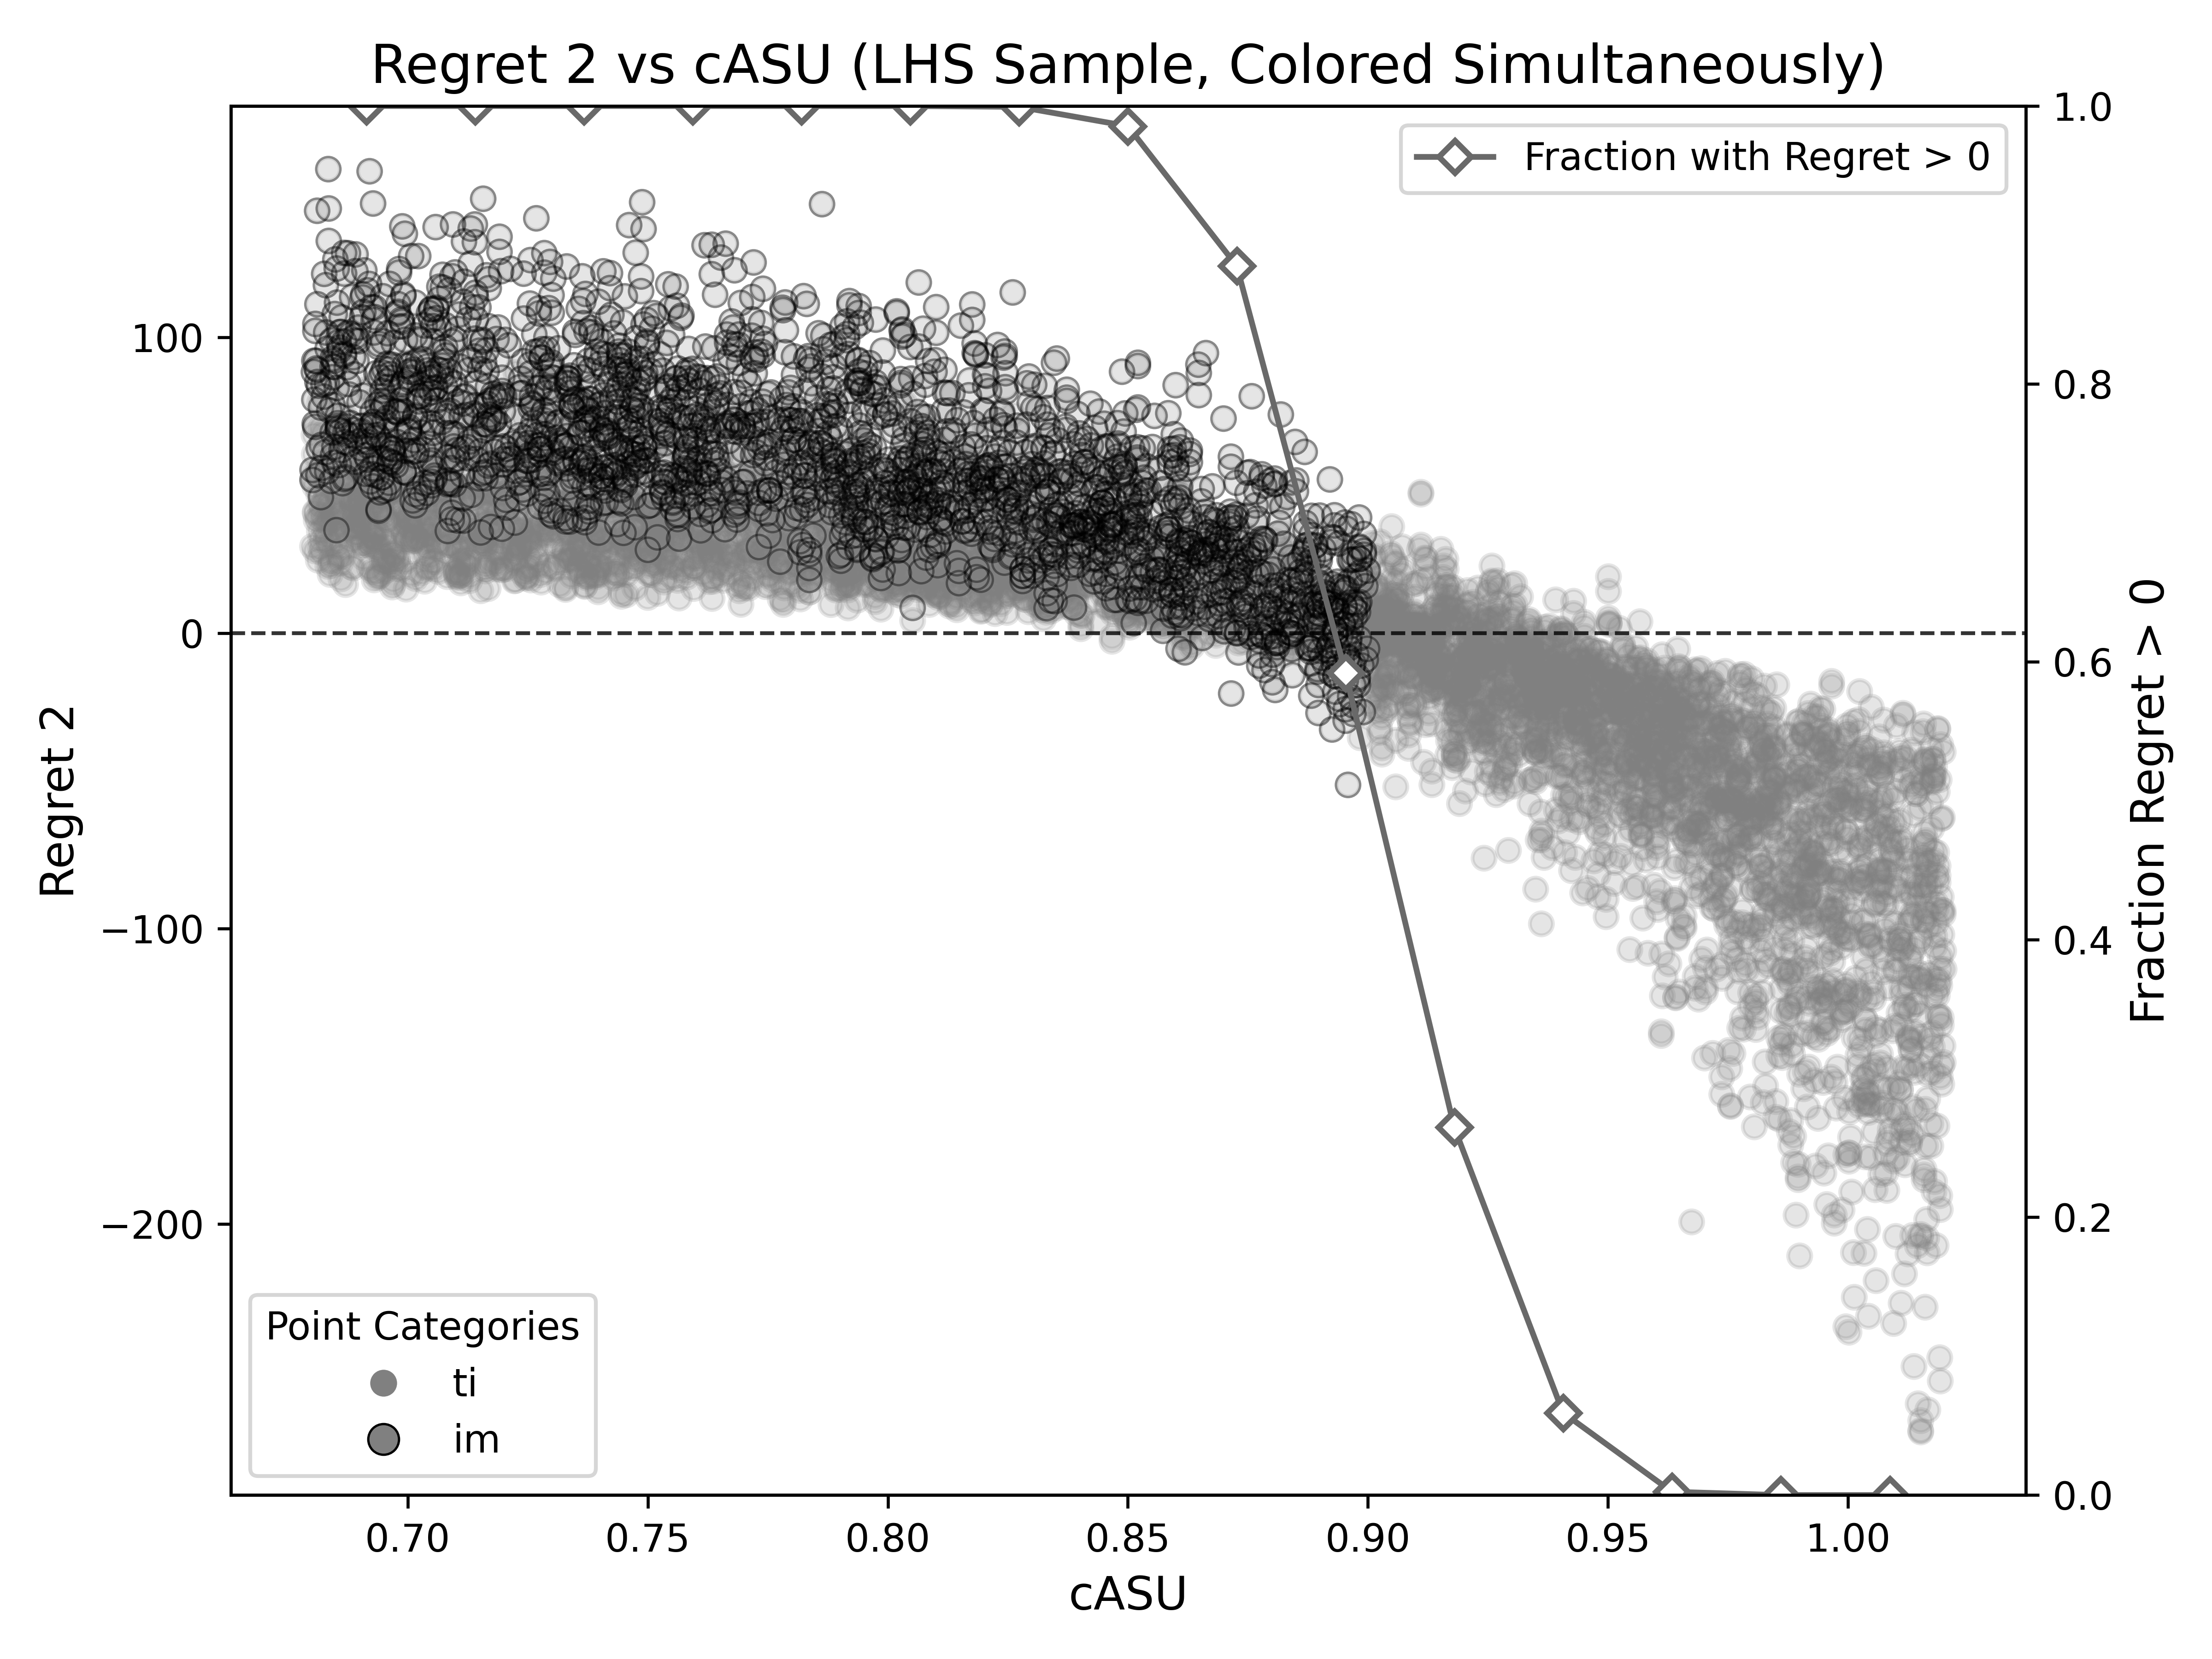 Regret 2 vs cASU (LHS Sample, Colored Simultaneously)
Fraction with Regret > 0
Regret 2
100
0
−100
−200
1.0
0.8
0.6
0.4
0.2
0.0
Fraction Regret > 0
Point Categories
ti
im
0.70 0.75 0.80 0.85 0.90 0.95 1.00
cASU